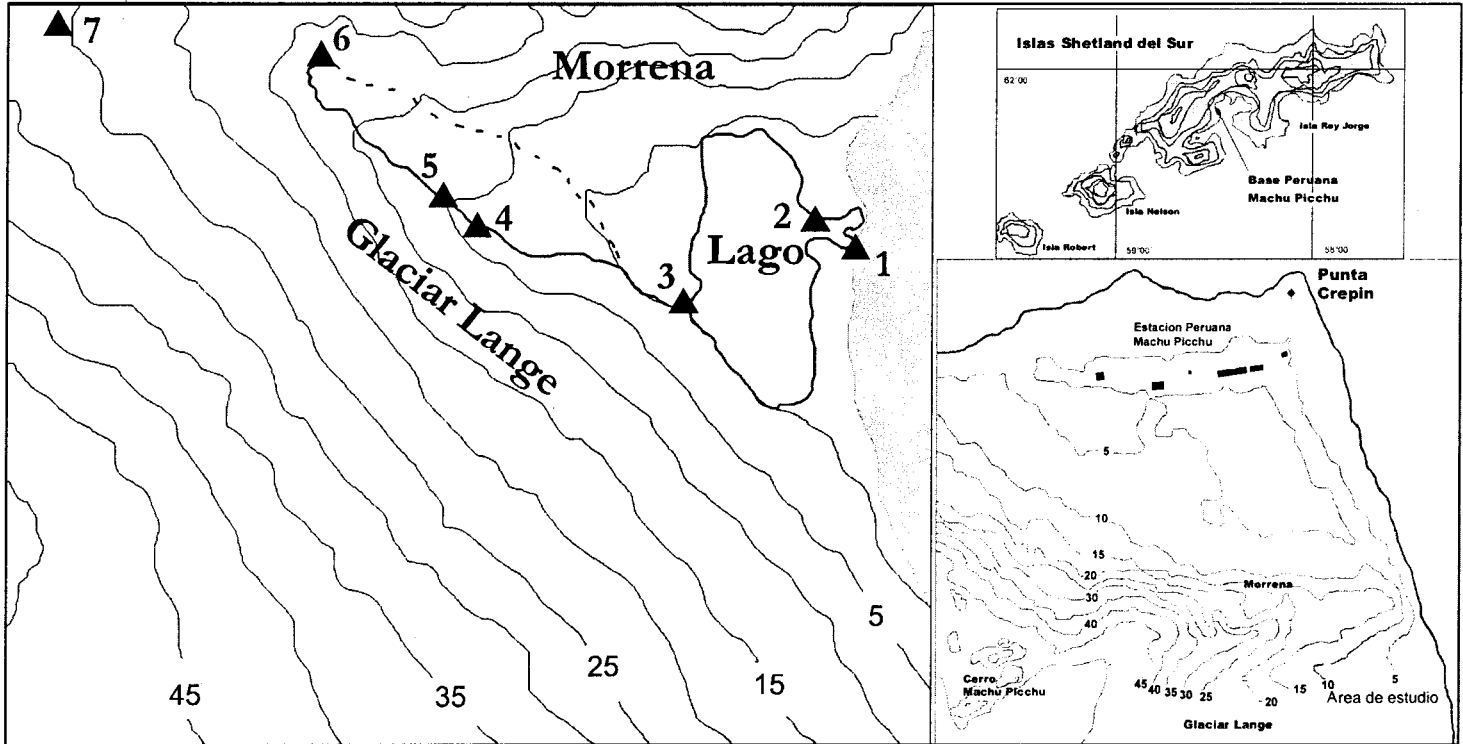 7
6
Morrena
5
4
2
Lago
1
3
Glaciar Lange
5
25
15
45
35
Islas Shetland del Sur
62°00
Isla Rey Jorge
Base Peruana
Machu Picchu
Isla Nelson
Isla Robert
59°00
58°00
Punta
Crepin
Estacion Peruana
Machu Picchu
5
10
15
20
30
40
Morrena
Cerro
Machu Picchu
45
40
35
30
25
20
15
10
5
Area de estudio
Glaciar Lange